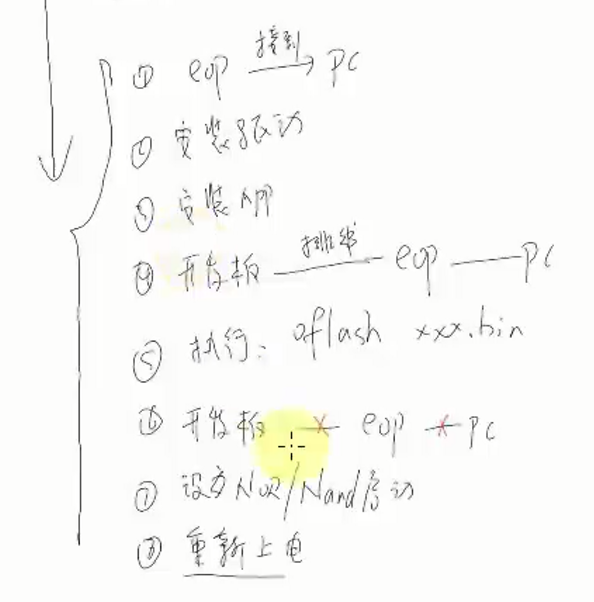 ① eop 接到 PC
② 安装驱动
③ 安装APP
④ 开发板 排线 eop PC
⑤ 执行: oflash xxx.bin
⑥ 开发板 x eop x PC
⑦ 设为Nor/Nand启动
⑧ 重新上电